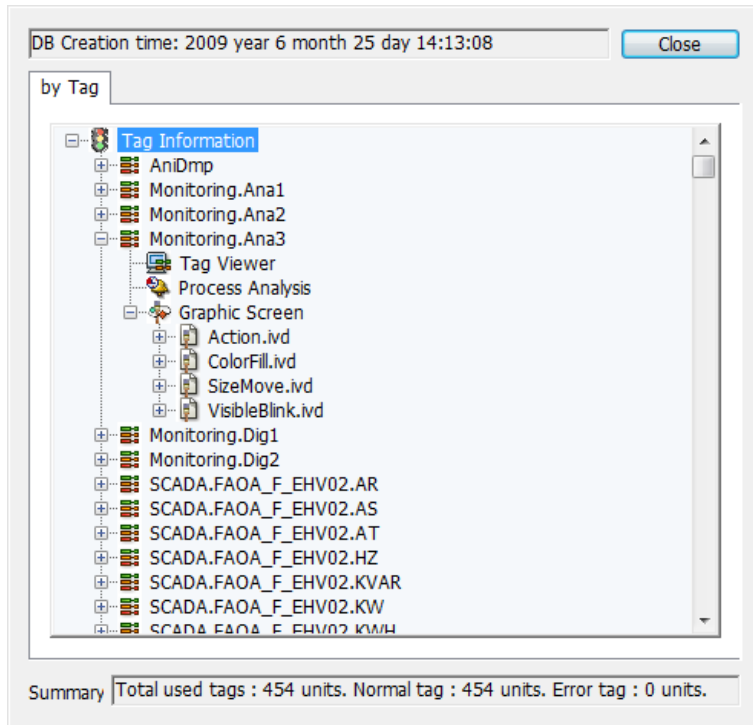 DB Creation time: 2009 year 6 month 25 day 14:13:08
Close
by Tag
Tag Information
AniDmp
Monitoring.Ana1
Monitoring.Ana2
Monitoring.Ana3
Tag Viewer
Process Analysis
Graphic Screen
Action.ivd
ColorFill.ivd
SizeMove.ivd
VisibleBlink.ivd
Monitoring.Dig1
Monitoring.Dig2
SCADA.FAOA_F_EHV02.AR
SCADA.FAOA_F_EHV02.AS
SCADA.FAOA_F_EHV02.AT
SCADA.FAOA_F_EHV02.HZ
SCADA.FAOA_F_EHV02.KVAR
SCADA.FAOA_F_EHV02.KW
SCADA.FAOA_F_EHV02.KWH
Summary Total used tags : 454 units. Normal tag : 454 units. Error tag : 0 units.